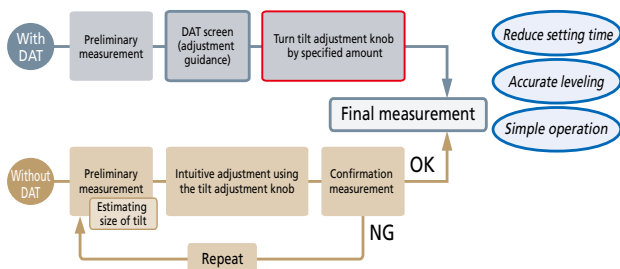 With
DAT
Preliminary
measurement
DAT screen
(adjustment
guidance)
Turn tilt adjustment knob
by specified amount
Reduce setting time
Accurate leveling
Simple operation
Final measurement
Without
DAT
Preliminary
measurement
Estimating
size of tilt
Intuitive adjustment using
the tilt adjustment knob
Confirmation
measurement
OK
NG
Repeat